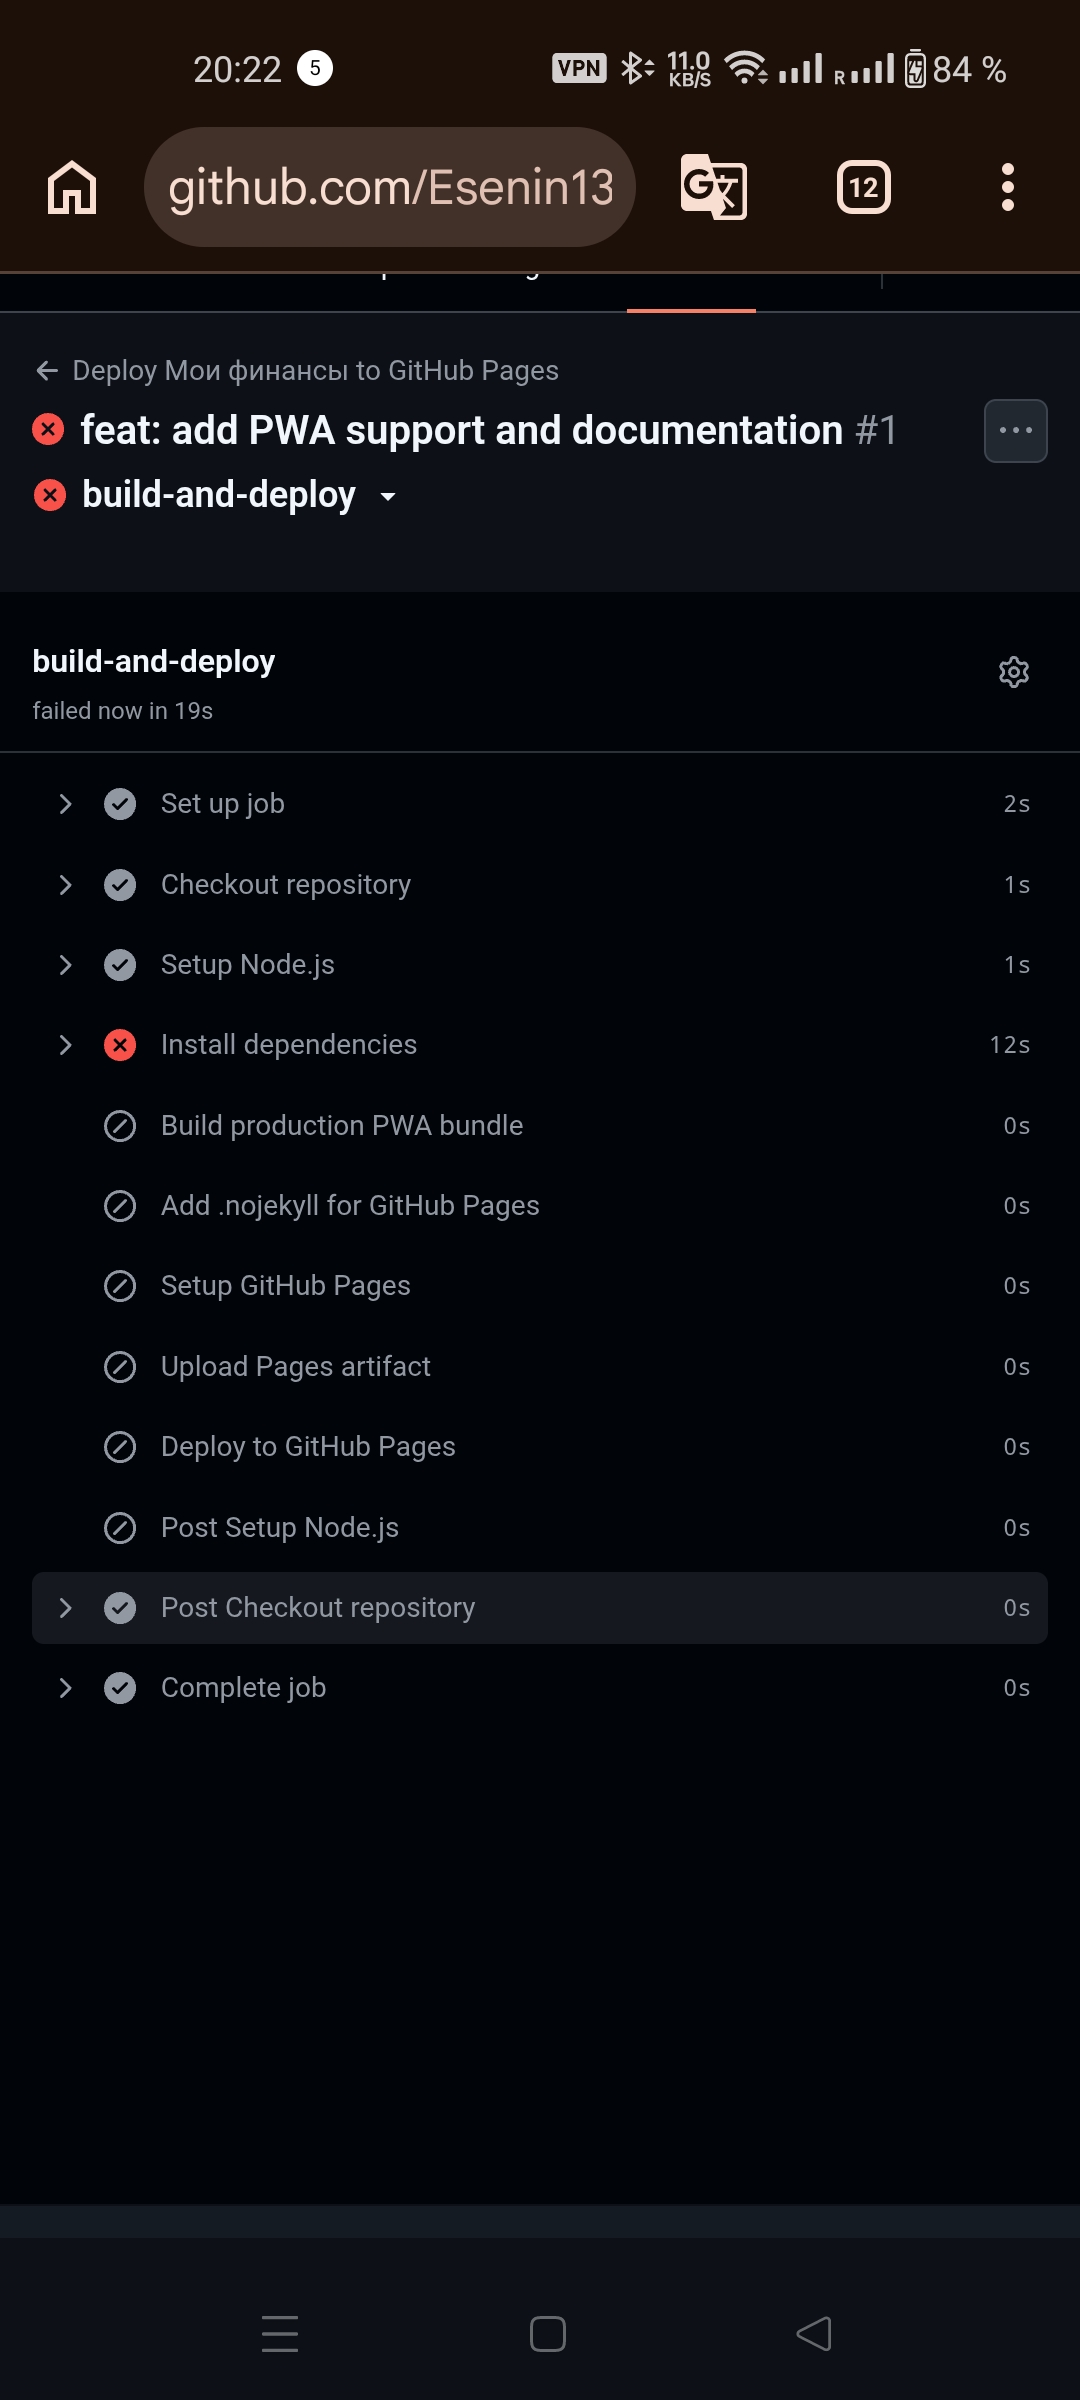 20:22 5 VPN 11.0 KB/S R 84 %
github.com/Esenin13 12
Deploy Мои финансы to GitHub Pages
feat: add PWA support and documentation #1
build-and-deploy
build-and-deploy
failed now in 19s
Set up job 2s
Checkout repository 1s
Setup Node.js 1s
Install dependencies 12s
Build production PWA bundle 0s
Add .nojekyll for GitHub Pages 0s
Setup GitHub Pages 0s
Upload Pages artifact 0s
Deploy to GitHub Pages 0s
Post Setup Node.js 0s
Post Checkout repository 0s
Complete job 0s